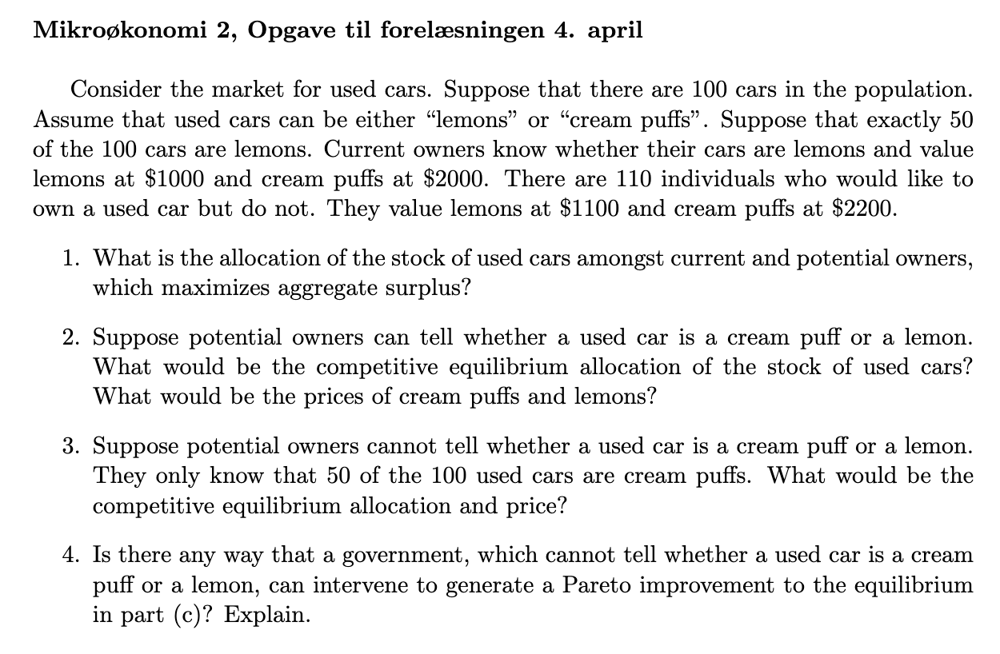 Mikroøkonomi 2, Opgave til forelæsningen 4. april
Consider the market for used cars. Suppose that there are 100 cars in the population.
Assume that used cars can be either “lemons” or “cream puffs”. Suppose that exactly 50
of the 100 cars are lemons. Current owners know whether their cars are lemons and value
lemons at $1000 and cream puffs at $2000. There are 110 individuals who would like to
own a used car but do not. They value lemons at $1100 and cream puffs at $2200.
1. What is the allocation of the stock of used cars amongst current and potential owners,
which maximizes aggregate surplus?
2. Suppose potential owners can tell whether a used car is a cream puff or a lemon.
What would be the competitive equilibrium allocation of the stock of used cars?
What would be the prices of cream puffs and lemons?
3. Suppose potential owners cannot tell whether a used car is a cream puff or a lemon.
They only know that 50 of the 100 used cars are cream puffs. What would be the
competitive equilibrium allocation and price?
4. Is there any way that a government, which cannot tell whether a used car is a cream
puff or a lemon, can intervene to generate a Pareto improvement to the equilibrium
in part (c)? Explain.